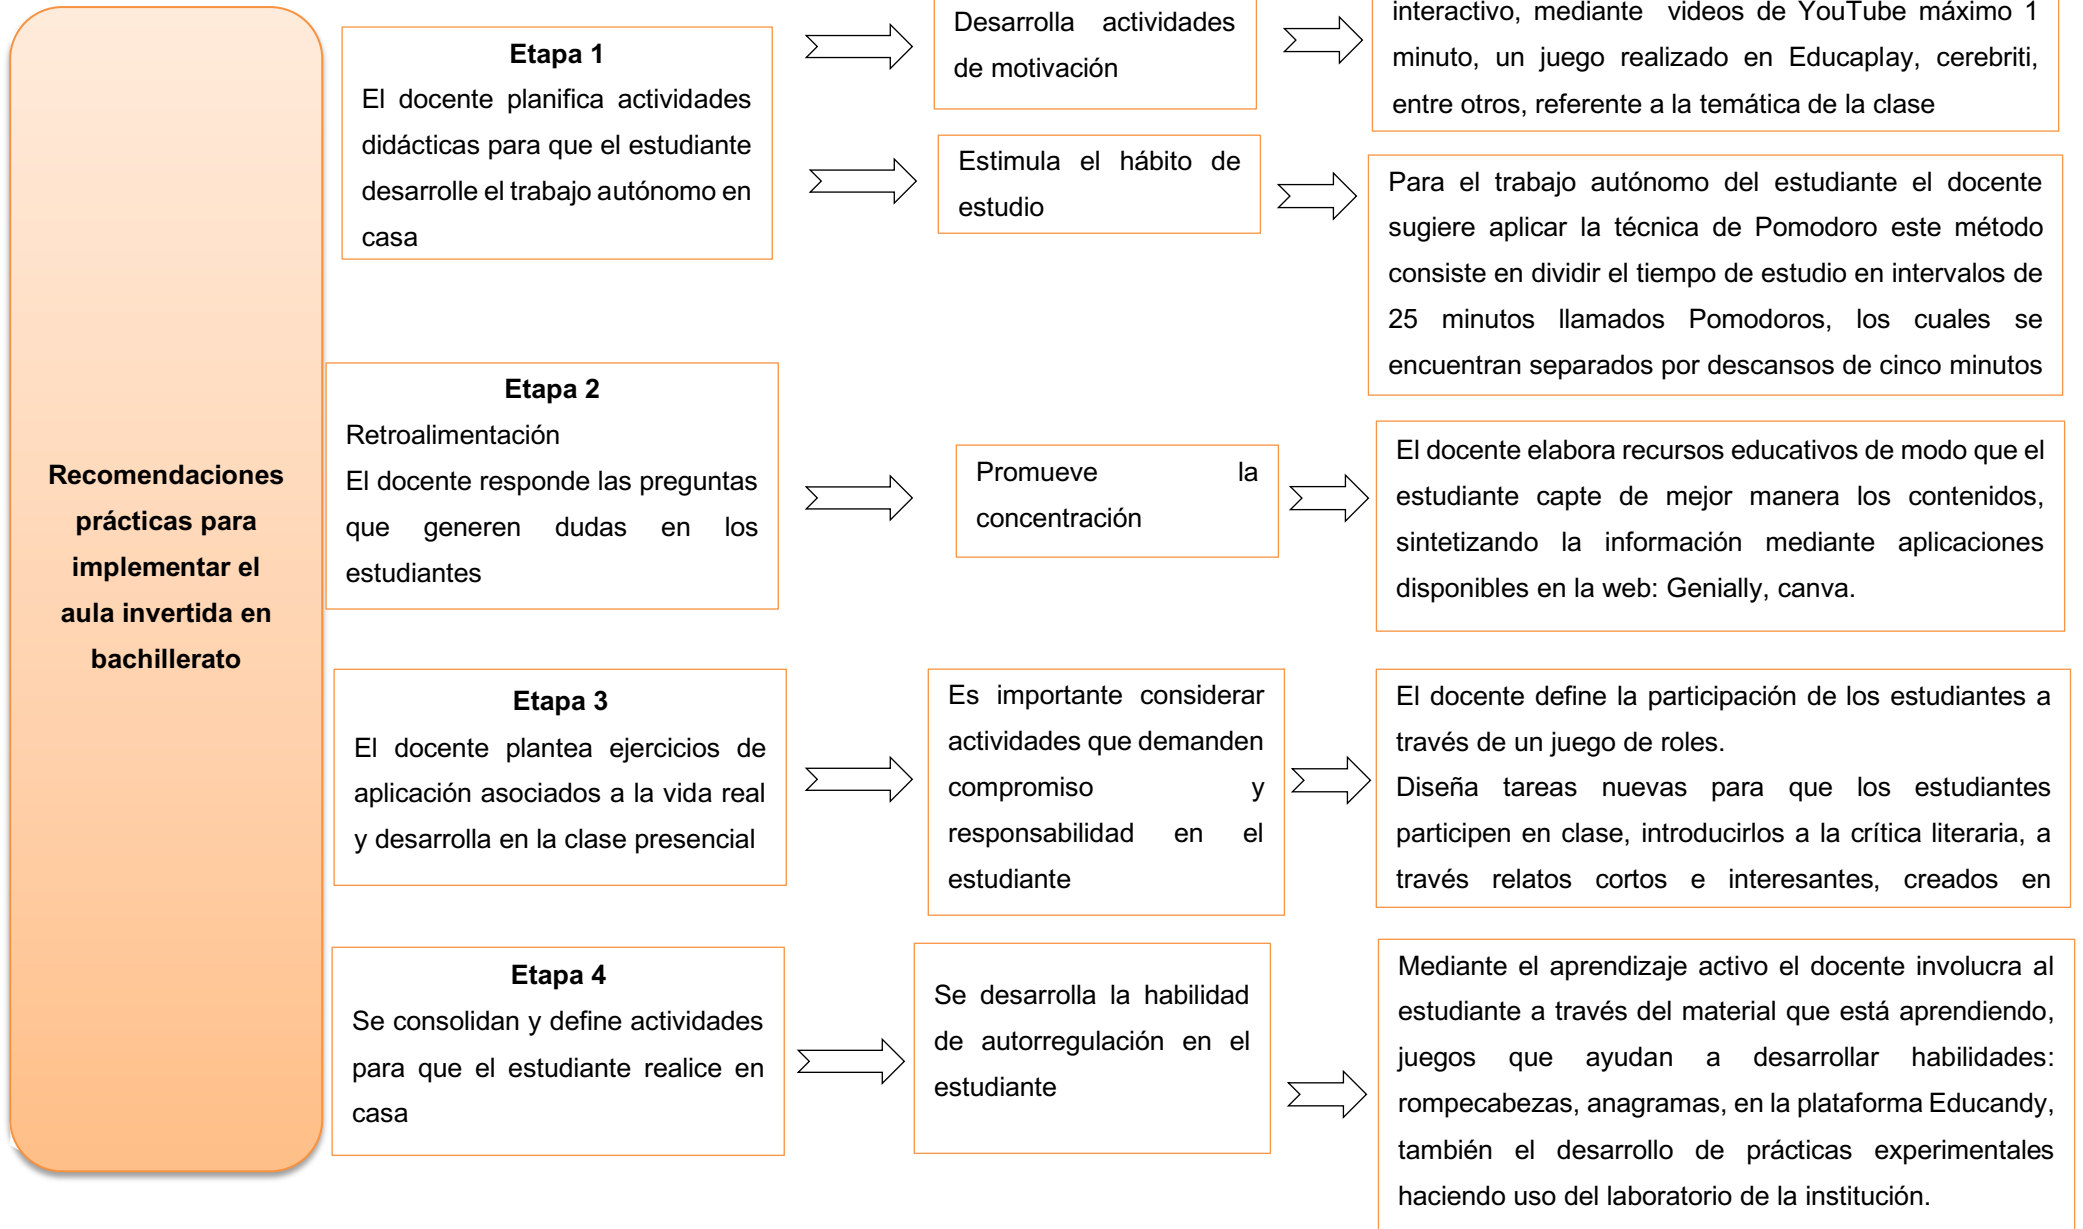 Recomendaciones
prácticas para
implementar el
aula invertida en
bachillerato
Etapa 1
El docente planifica actividades
didácticas para que el estudiante
desarrolle el trabajo autónomo en
casa
Desarrolla actividades
de motivación
interactivo, mediante videos de YouTube máximo 1
minuto, un juego realizado en Educaplay, cerebriti,
entre otros, referente a la temática de la clase
Estimula el hábito de
estudio
Para el trabajo autónomo del estudiante el docente
sugiere aplicar la técnica de Pomodoro este método
consiste en dividir el tiempo de estudio en intervalos de
25 minutos llamados Pomodoros, los cuales se
encuentran separados por descansos de cinco minutos
Etapa 2
Retroalimentación
El docente responde las preguntas
que generen dudas en los
estudiantes
Promueve la
concentración
El docente elabora recursos educativos de modo que el
estudiante capte de mejor manera los contenidos,
sintetizando la información mediante aplicaciones
disponibles en la web: Genially, canva.
Etapa 3
El docente plantea ejercicios de
aplicación asociados a la vida real
y desarrolla en la clase presencial
Es importante considerar
actividades que demanden
compromiso y
responsabilidad en el
estudiante
El docente define la participación de los estudiantes a
través de un juego de roles.
Diseña tareas nuevas para que los estudiantes
participen en clase, introducirlos a la crítica literaria, a
través relatos cortos e interesantes, creados en
Etapa 4
Se consolidan y define actividades
para que el estudiante realice en
casa
Se desarrolla la habilidad
de autorregulación en el
estudiante
Mediante el aprendizaje activo el docente involucra al
estudiante a través del material que está aprendiendo,
juegos que ayudan a desarrollar habilidades:
rompecabezas, anagramas, en la plataforma Educandy,
también el desarrollo de prácticas experimentales
haciendo uso del laboratorio de la institución.